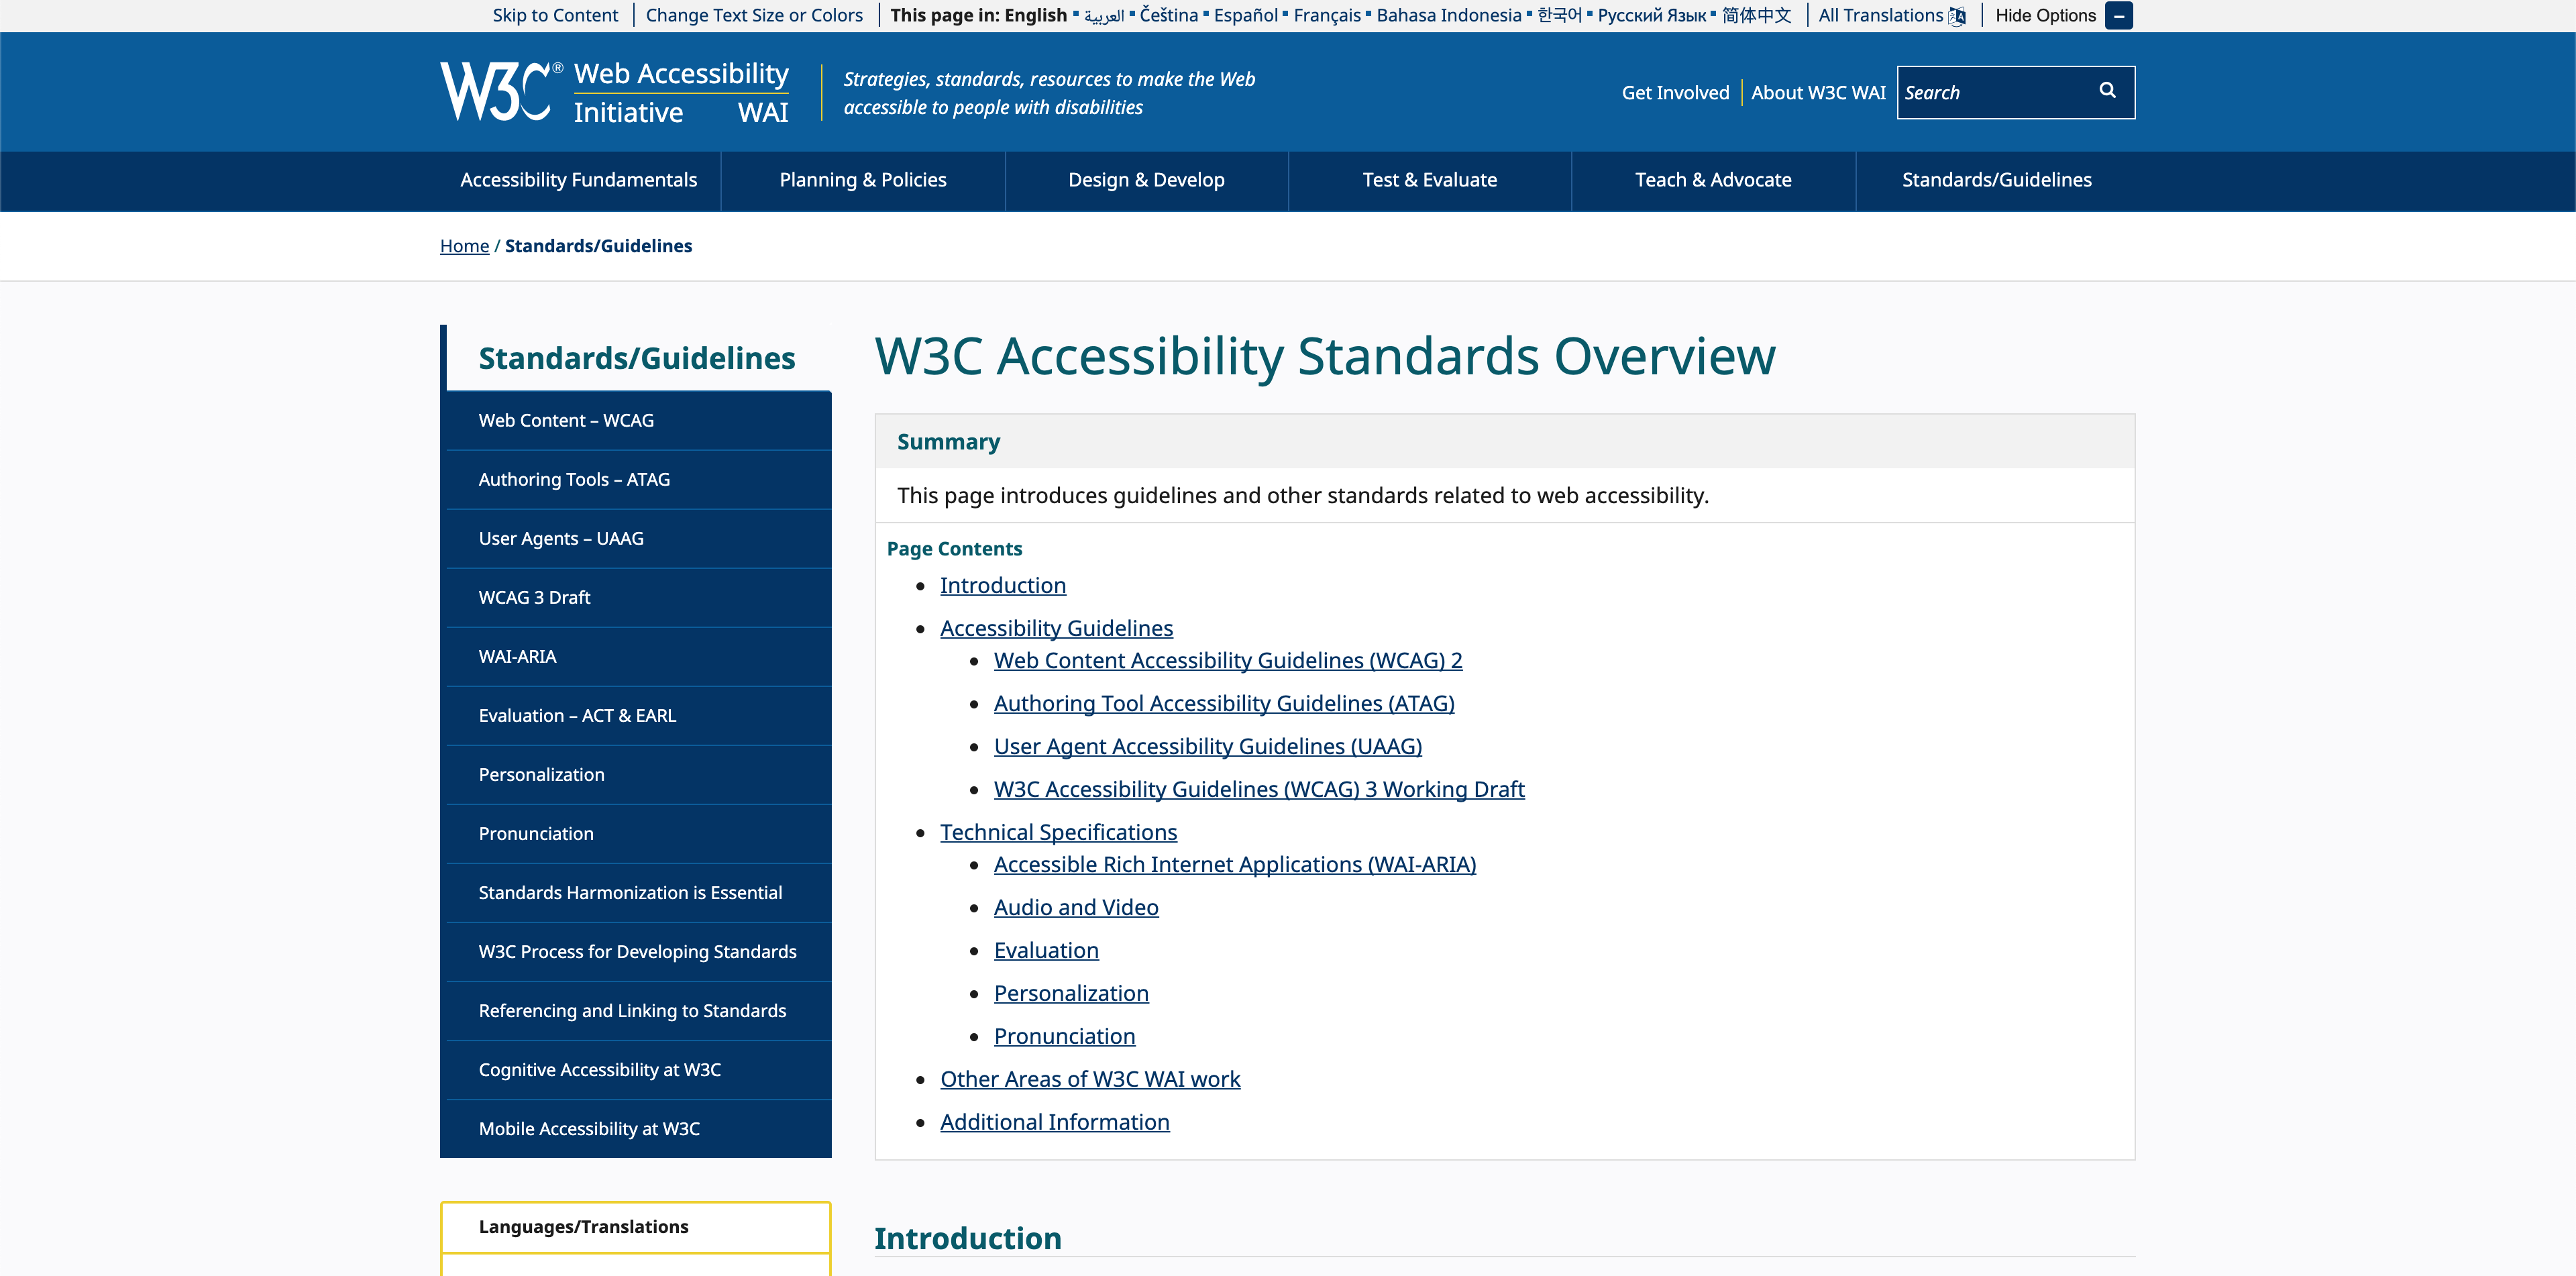 Skip to Content Change Text Size or Colors This page in: English ▪ العربية ▪ Čeština ▪ Español ▪ Français ▪ Bahasa Indonesia ▪ 한국어 ▪ Русский Язык ▪ 简体中文 All Translations Hide Options
W3C® Web Accessibility Initiative WAI
Strategies, standards, resources to make the Web
accessible to people with disabilities
Get Involved About W3C WAI Search
Accessibility Fundamentals Planning & Policies Design & Develop Test & Evaluate Teach & Advocate Standards/Guidelines
Home / Standards/Guidelines
Standards/Guidelines
Web Content – WCAG
Authoring Tools – ATAG
User Agents – UAAG
WCAG 3 Draft
WAI-ARIA
Evaluation – ACT & EARL
Personalization
Pronunciation
Standards Harmonization is Essential
W3C Process for Developing Standards
Referencing and Linking to Standards
Cognitive Accessibility at W3C
Mobile Accessibility at W3C
Languages/Translations
W3C Accessibility Standards Overview
Summary
This page introduces guidelines and other standards related to web accessibility.
Page Contents
Introduction
Accessibility Guidelines
Web Content Accessibility Guidelines (WCAG) 2
Authoring Tool Accessibility Guidelines (ATAG)
User Agent Accessibility Guidelines (UAAG)
W3C Accessibility Guidelines (WCAG) 3 Working Draft
Technical Specifications
Accessible Rich Internet Applications (WAI-ARIA)
Audio and Video
Evaluation
Personalization
Pronunciation
Other Areas of W3C WAI work
Additional Information
Introduction